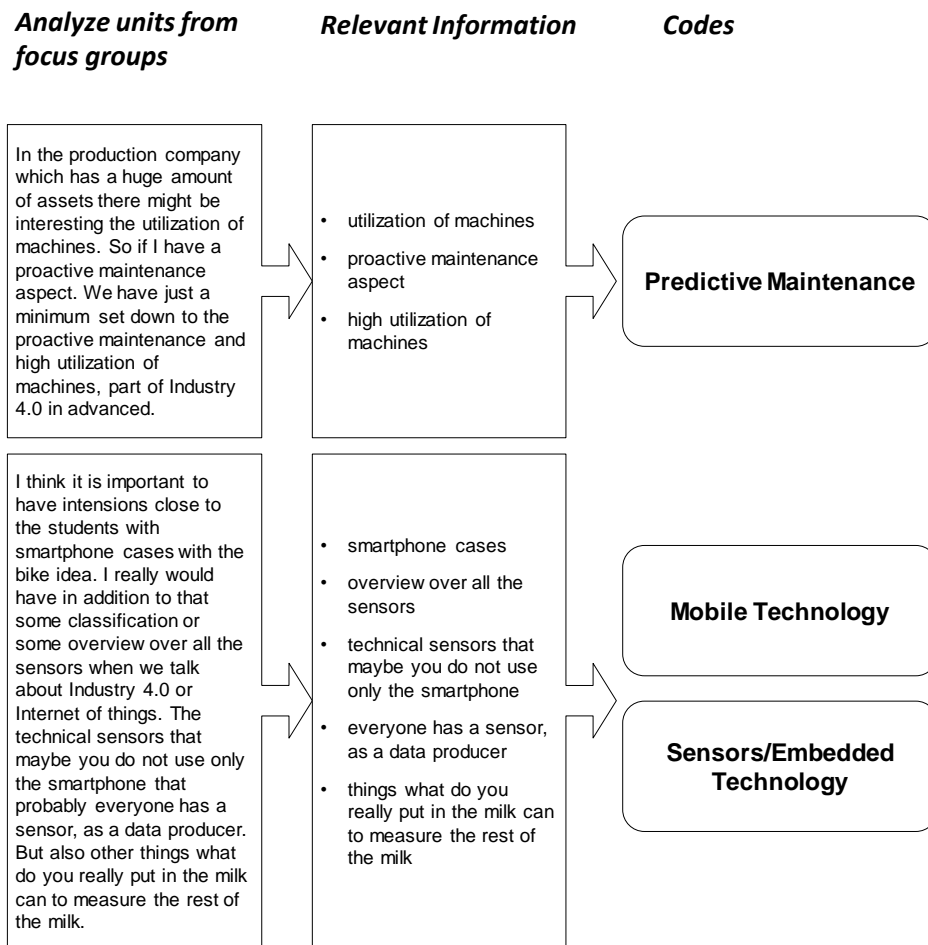 Analyze units from
focus groups
Relevant Information
Codes
In the production company
which has a huge amount
of assets there might be
interesting the utilization of
machines. So if I have a
proactive maintenance
aspect. We have just a
minimum set down to the
proactive maintenance and
high utilization of
machines, part of Industry
4.0 in advanced.
• utilization of machines
• proactive maintenance
aspect
• high utilization of
machines
Predictive Maintenance
I think it is important to
have intensions close to
the students with
smartphone cases with the
bike idea. I really would
have in addition to that
some classification or
some overview over all the
sensors when we talk
about Industry 4.0 or
Internet of things. The
technical sensors that
maybe you do not use only
the smartphone that
probably everyone has a
sensor, as a data producer.
But also other things what
do you really put in the milk
can to measure the rest of
the milk.
• smartphone cases
• overview over all the
sensors
• technical sensors that
maybe you do not use
only the smartphone
• everyone has a sensor,
as a data producer
• things what do you
really put in the milk can
to measure the rest of
the milk
Mobile Technology
Sensors/Embedded
Technology